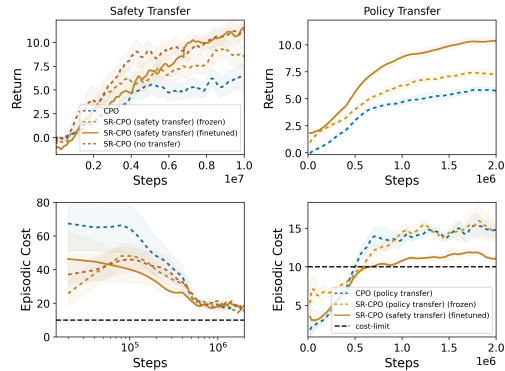 Safety Transfer
Policy Transfer
Return
10.0
7.5
5.0
2.5
0.0
CPO
SR-CPO (safety transfer) (frozen)
SR-CPO (safety transfer) (finetuned)
SR-CPO (no transfer)
0.2 0.4 0.6 0.8 1.0
1e7
Steps
Return
10.0
7.5
5.0
2.5
0.0
0.0 0.5 1.0 1.5 2.0
1e6
Steps
Episodic Cost
80
60
40
20
0
10^5 10^6
Steps
Episodic Cost
15
10
5
CPO (policy transfer)
SR-CPO (policy transfer) (frozen)
SR-CPO (safety transfer) (finetuned)
cost-limit
0.0 0.5 1.0 1.5 2.0
1e6
Steps